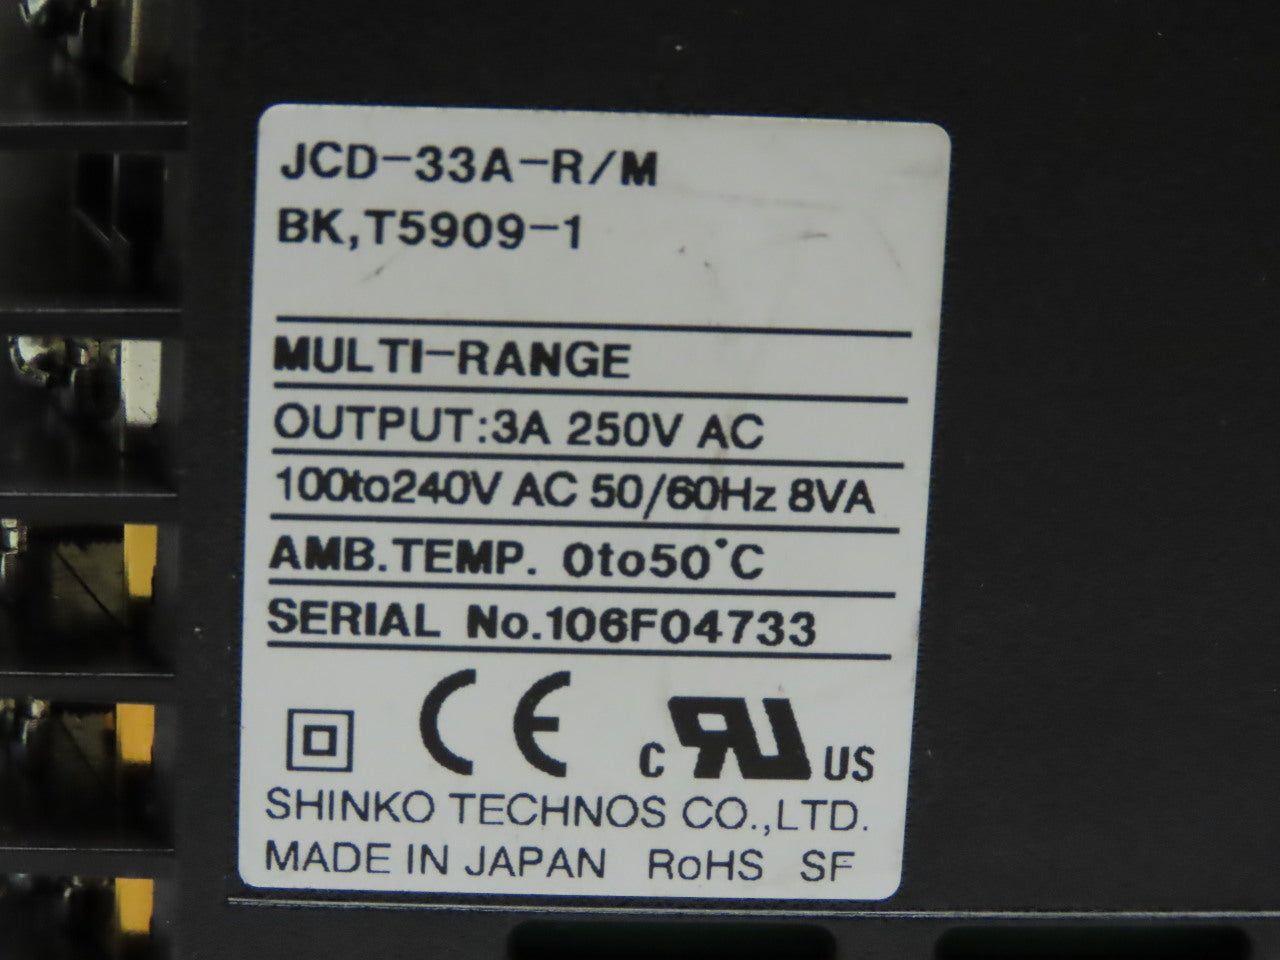 JCD-33A-R/M
BK,T5909-1
MULTI-RANGE
OUTPUT:3A 250V AC
100to240V AC 50/60Hz 8VA
AMB.TEMP. 0to50°C
SERIAL No.106F04733
CE c RU US
SHINKO TECHNOS CO.,LTD.
MADE IN JAPAN RoHS SF